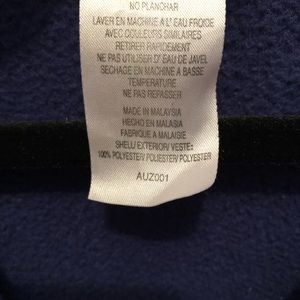 NO PLANCHAR
LAVER EN MACHINE A L' EAU FROIDE
AVEC COULEURS SIMILAIRES
RETIRER RAPIDEMENT
NE PAS UTILISER D' EAU DE JAVEL
SECHAGE EN MACHINE A BASSE
TEMPERATURE
NE PAS REPASSER
MADE IN MALAYSIA
HECHO EN MALASIA
FABRIQUE A MALAIGIE
SHELL/ EXTERIOR/ VESTE:
100% POLYESTER/ POLIESTER/ POLYESTER
AUZ001